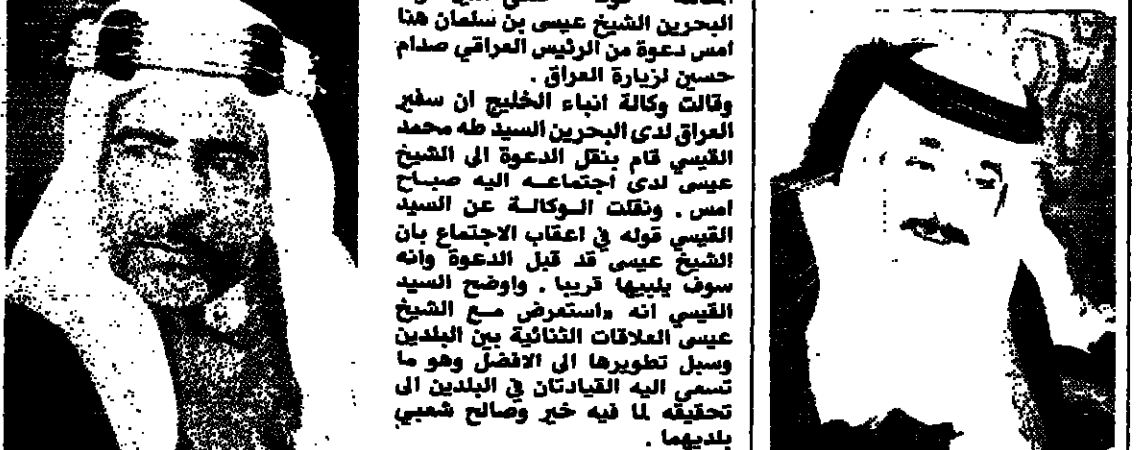 البحرين الشيخ عيسى بن سلمان هنا
امس دعوة من الرئيس العراقي صدام
حسين لزيارة العراق .
وقالت وكالة انباء الخليج ان سفير
العراق لدى البحرين السيد طه محمد
القيسي قام بنقل الدعوة الى الشيخ
عيسى لدى اجتماعه اليه صباح
امس . ونقلت الوكالة عن السيد
القيسي قوله في اعقاب الاجتماع بان
الشيخ عيسى قد قبل الدعوة وانه
سوف يلبيها قريبا . واوضح السيد
القيسي انه «استعرض مع الشيخ
عيسى العلاقات الثنائية بين البلدين
وسبل تطويرها الى الافضل وهو ما
تسعى اليه القيادتان في البلدين الى
تحقيقه لما فيه خير وصالح شعبي
بلديهما .